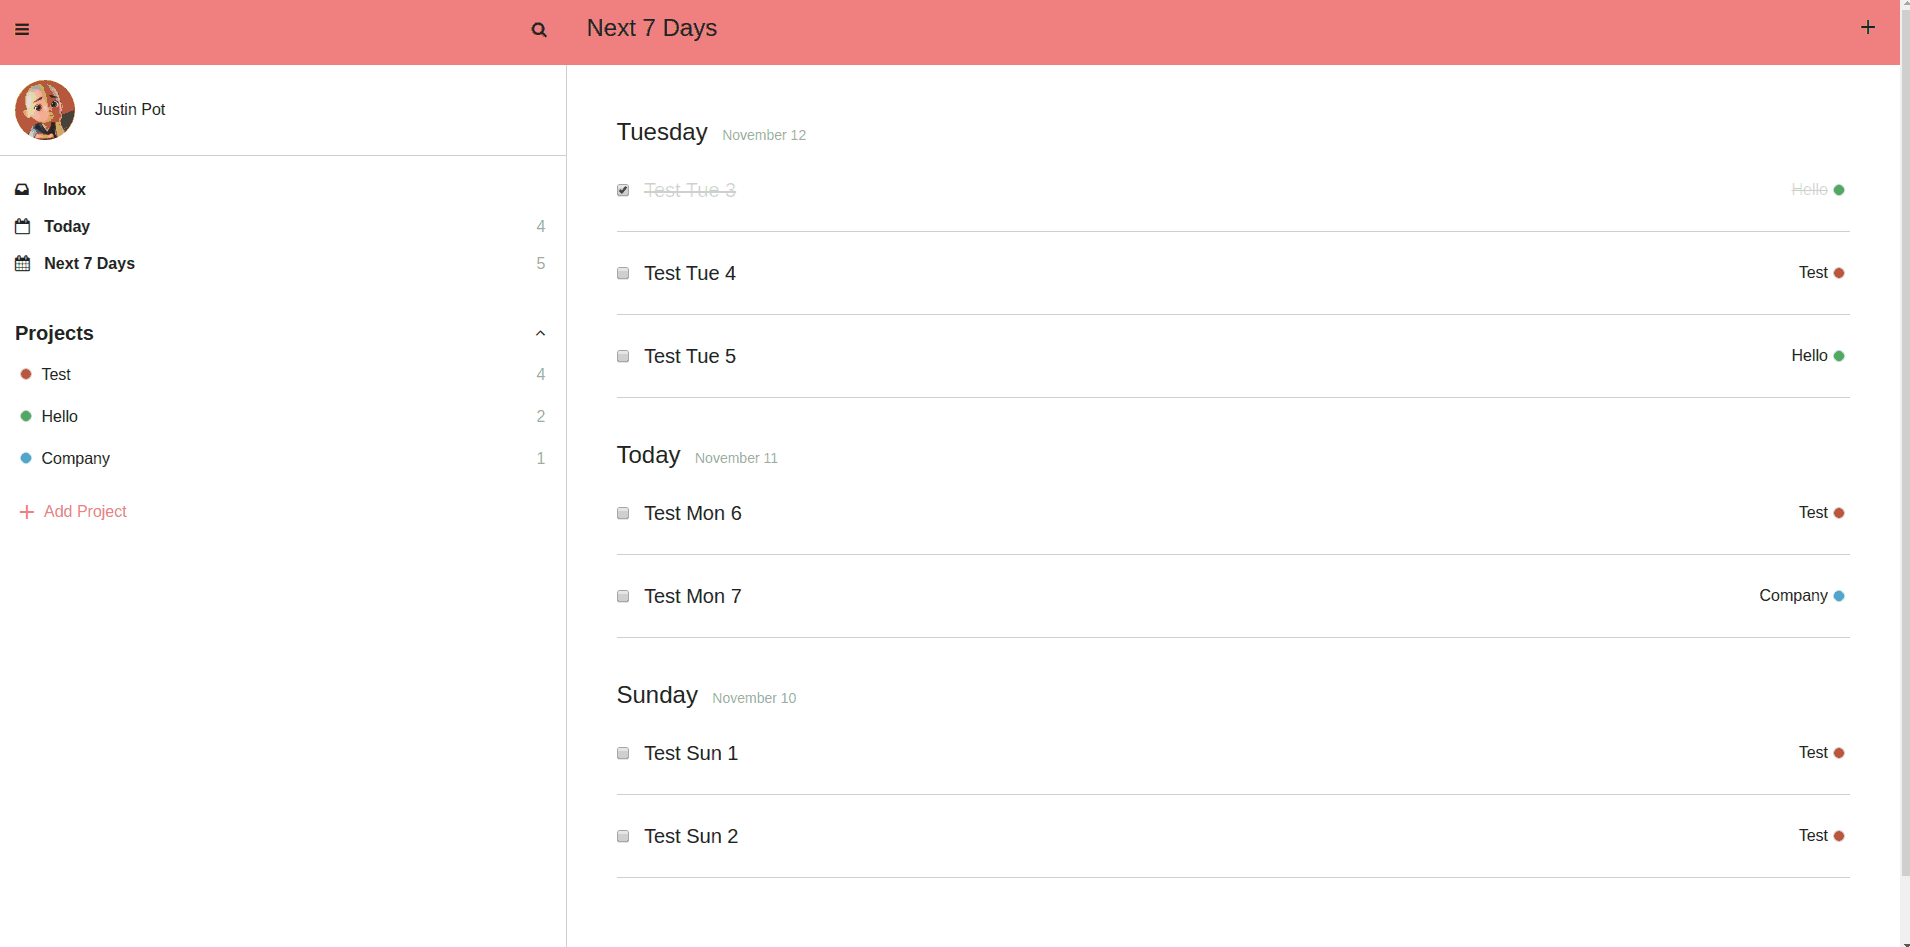 Next 7 Days
Justin Pot
Inbox
Today 4
Next 7 Days 5
Projects
Test 4
Hello 2
Company 1
Add Project
Tuesday November 12
Test Tue 3 Hello
Test Tue 4 Test
Test Tue 5 Hello
Today November 11
Test Mon 6 Test
Test Mon 7 Company
Sunday November 10
Test Sun 1 Test
Test Sun 2 Test